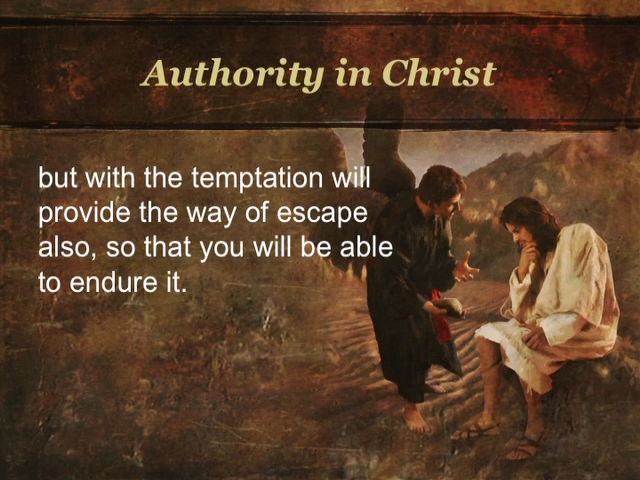 Authority in Christ
but with the temptation will
provide the way of escape
also, so that you will be able
to endure it.